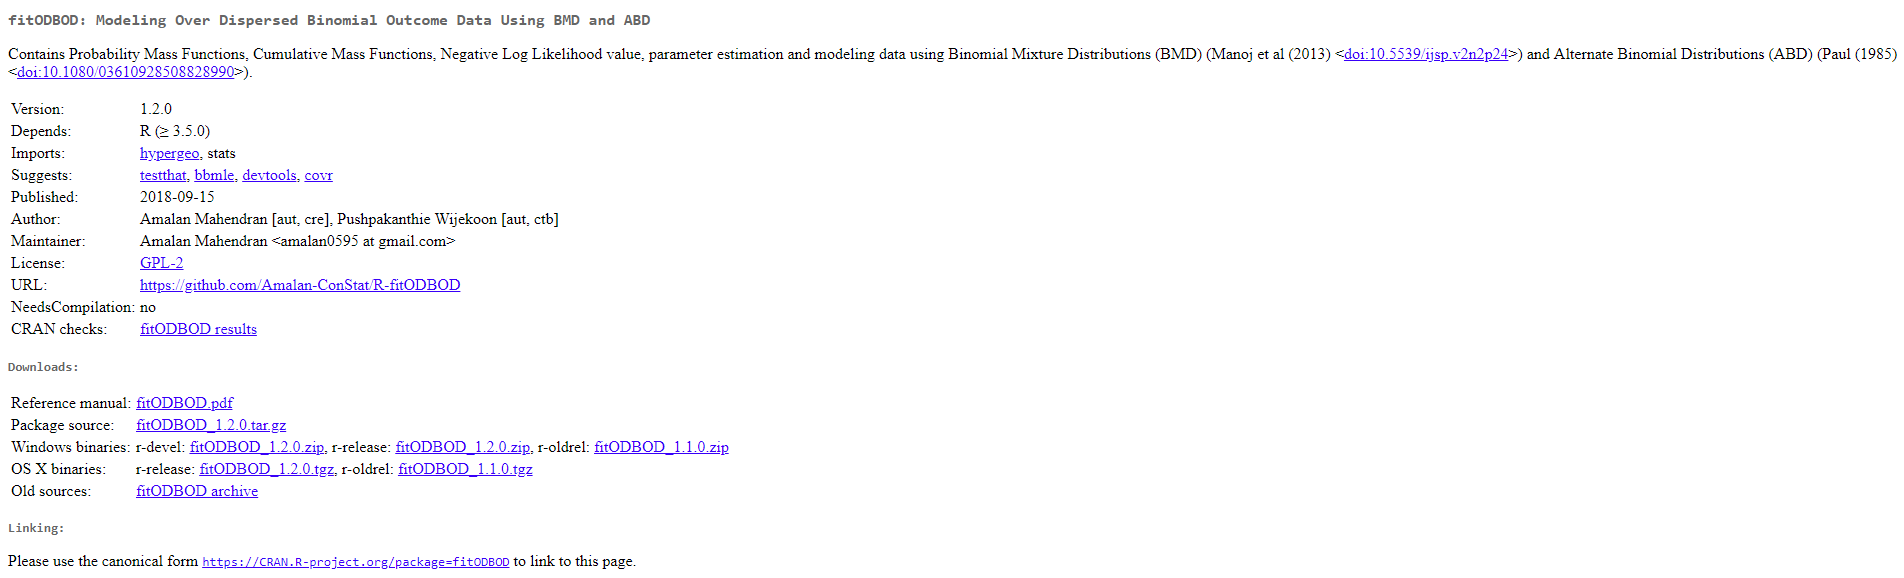 fitODBOD: Modeling Over Dispersed Binomial Outcome Data Using BMD and ABD
Contains Probability Mass Functions, Cumulative Mass Functions, Negative Log Likelihood value, parameter estimation and modeling data using Binomial Mixture Distributions (BMD) (Manoj et al (2013) <doi:10.5539/ijsp.v2n2p24>) and Alternate Binomial Distributions (ABD) (Paul (1985)
<doi:10.1080/03610928508828990>).
Version: 1.2.0
Depends: R (≥ 3.5.0)
Imports: hypergeo, stats
Suggests: testthat, bbmle, devtools, covr
Published: 2018-09-15
Author: Amalan Mahendran [aut, cre], Pushpakanthie Wijekoon [aut, ctb]
Maintainer: Amalan Mahendran <amalan0595 at gmail.com>
License: GPL-2
URL: https://github.com/Amalan-ConStat/R-fitODBOD
NeedsCompilation: no
CRAN checks: fitODBOD results
Downloads:
Reference manual: fitODBOD.pdf
Package source: fitODBOD_1.2.0.tar.gz
Windows binaries: r-devel: fitODBOD_1.2.0.zip, r-release: fitODBOD_1.2.0.zip, r-oldrel: fitODBOD_1.1.0.zip
OS X binaries: r-release: fitODBOD_1.2.0.tgz, r-oldrel: fitODBOD_1.1.0.tgz
Old sources: fitODBOD archive
Linking:
Please use the canonical form https://CRAN.R-project.org/package=fitODBOD to link to this page.